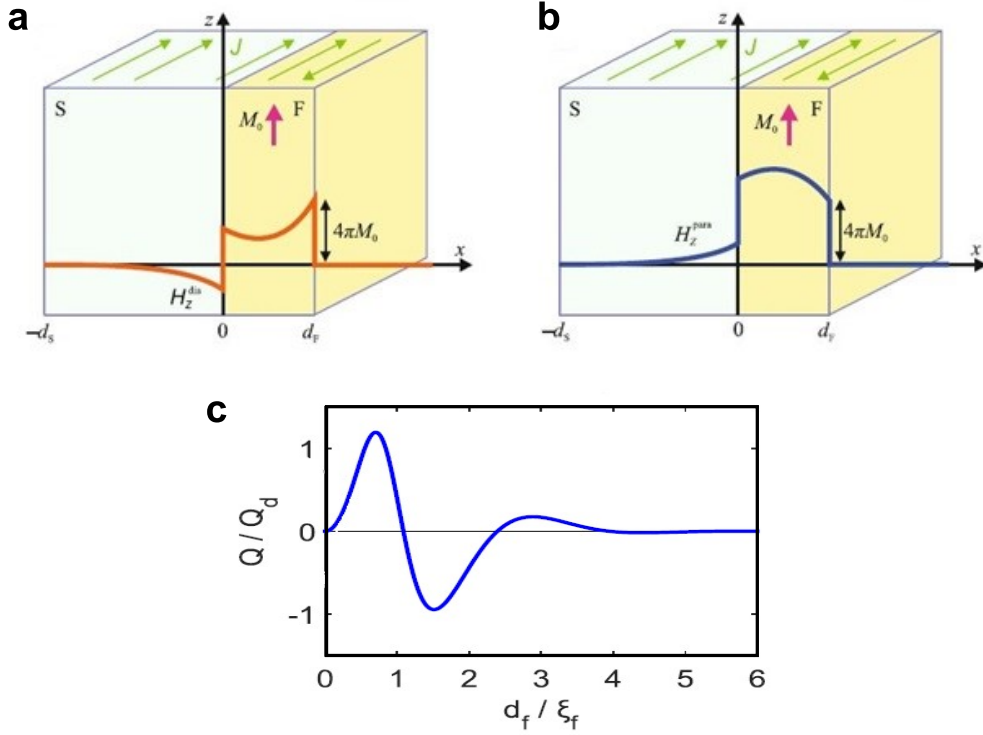 a
z
J
S
M₀
F
4πM₀
x
H_z^dia
−d_S
0
d_F
b
z
J
S
M₀
F
H_z^para
4πM₀
x
−d_S
0
d_F
c
Q / Q_d
1
0
-1
0 1 2 3 4 5 6
d_f / ξ_f